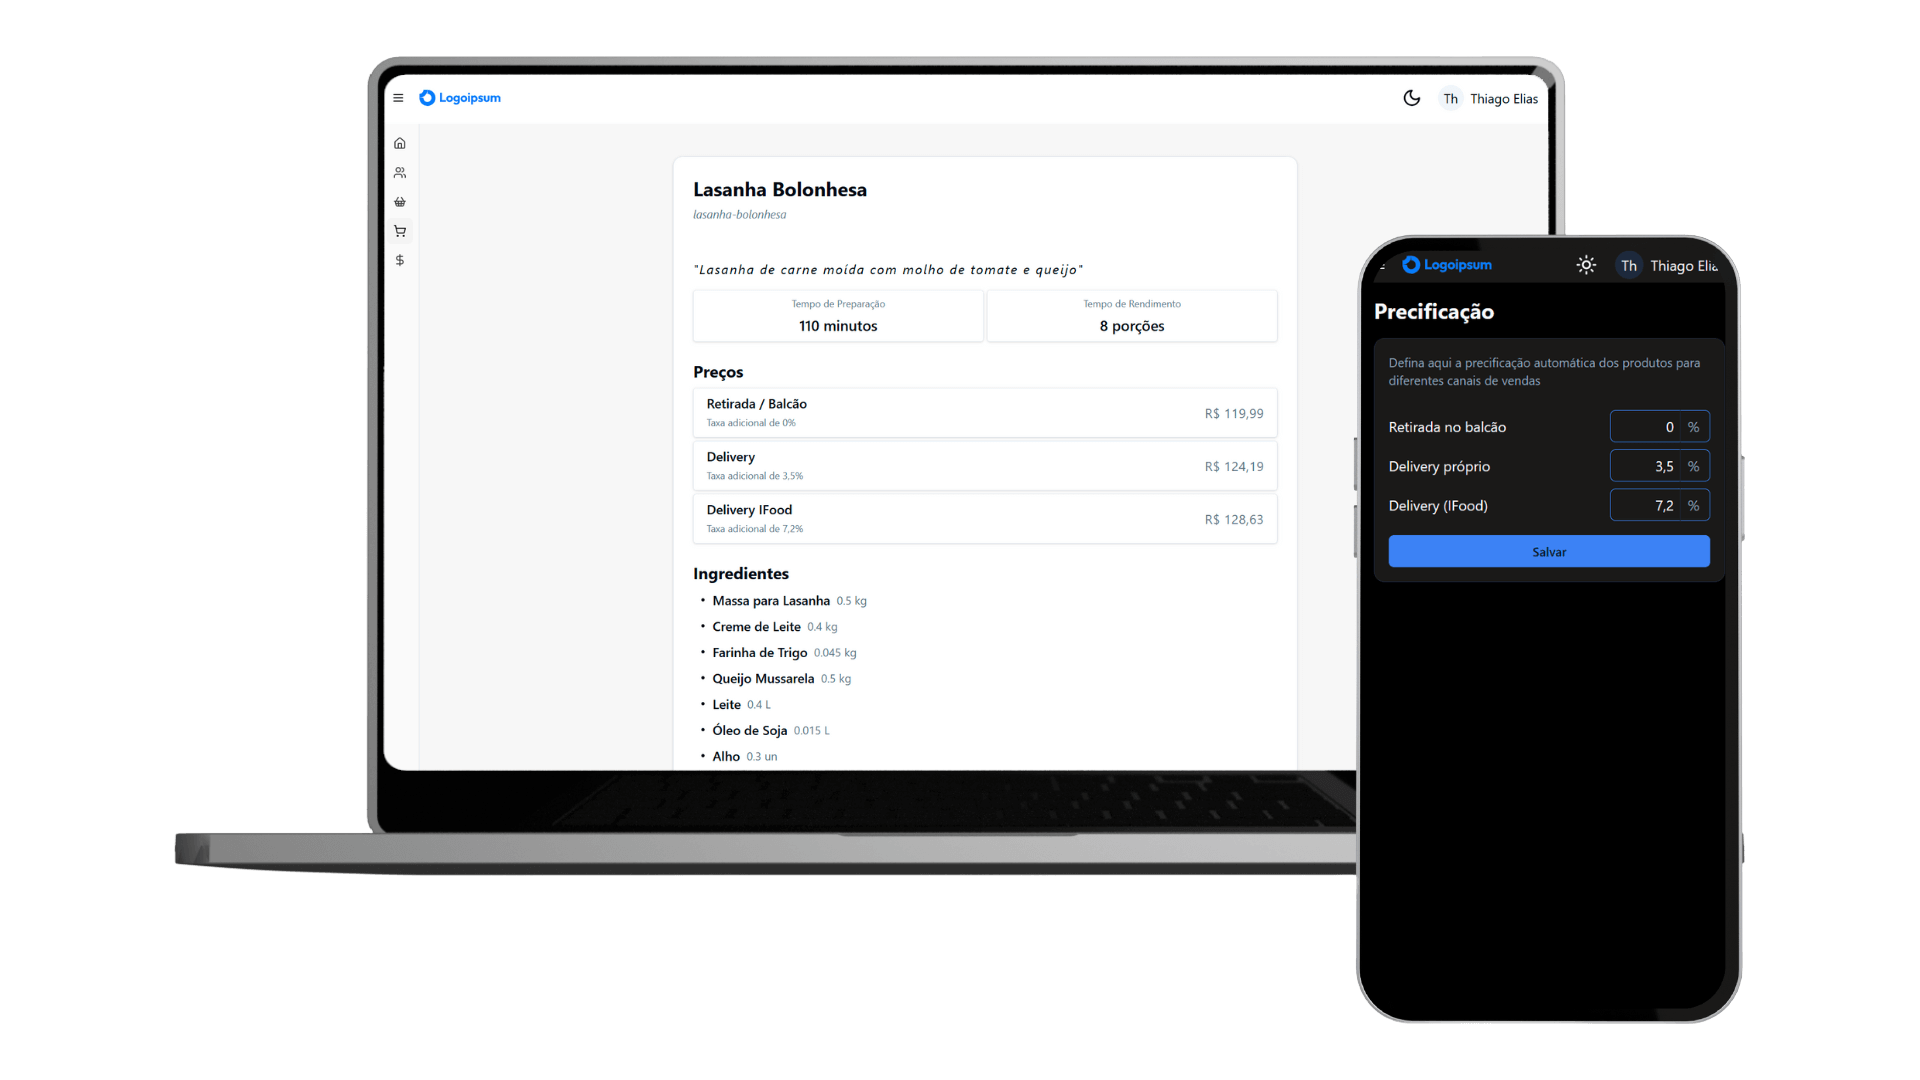 Logoipsum
Th Thiago Elias
Lasanha Bolonhesa
lasanha-bolonhesa
"Lasanha de carne moída com molho de tomate e queijo"
Tempo de Preparação
110 minutos
Tempo de Rendimento
8 porções
Preços
Retirada / Balcão
Taxa adicional de 0%
R$ 119,99
Delivery
Taxa adicional de 3,5%
R$ 124,19
Delivery IFood
Taxa adicional de 7,2%
R$ 128,63
Ingredientes
• Massa para Lasanha 0.5 kg
• Creme de Leite 0.4 kg
• Farinha de Trigo 0.045 kg
• Queijo Mussarela 0.5 kg
• Leite 0.4 L
• Óleo de Soja 0.015 L
• Alho 0.3 un
Logoipsum
Th Thiago Elia
Precificação
Defina aqui a precificação automática dos produtos para
diferentes canais de vendas
Retirada no balcão 0 %
Delivery próprio 3,5 %
Delivery (IFood) 7,2 %
Salvar